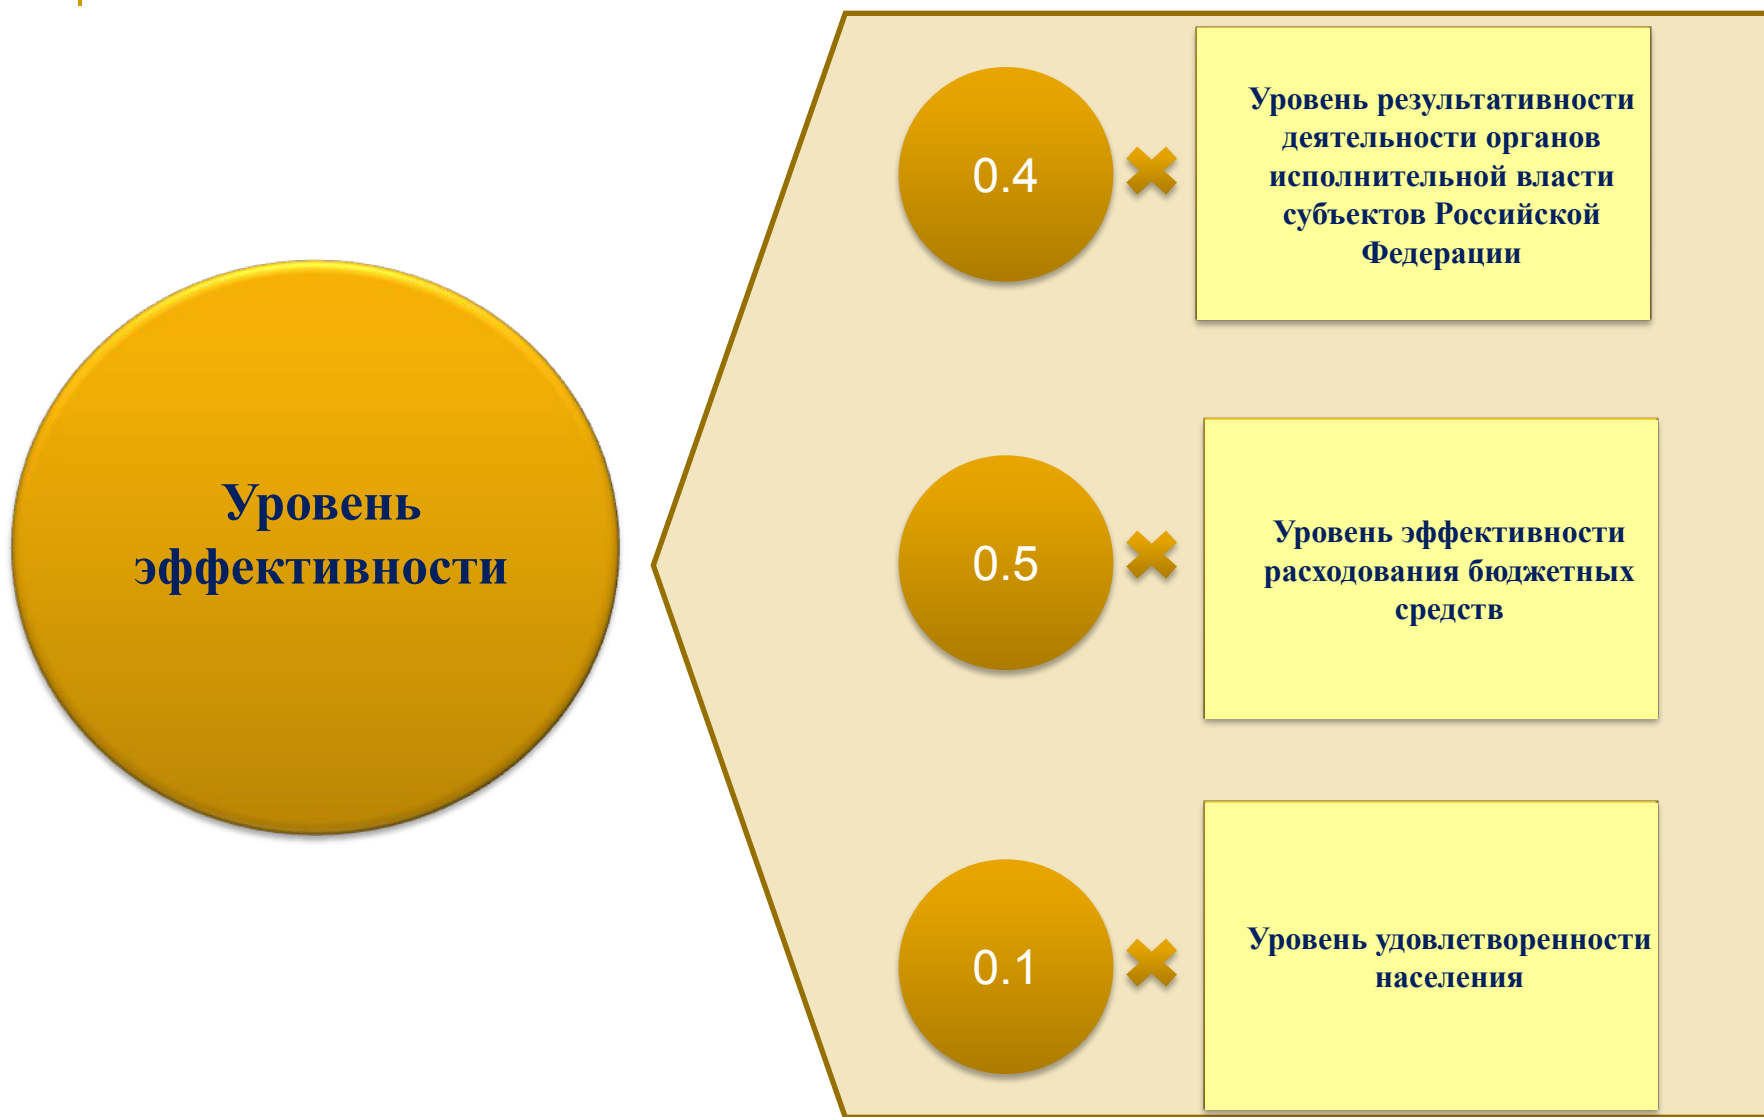 Уровень
эффективности
0.4
Уровень результативности
деятельности органов
исполнительной власти
субъектов Российской
Федерации
0.5
Уровень эффективности
расходования бюджетных
средств
0.1
Уровень удовлетворенности
населения